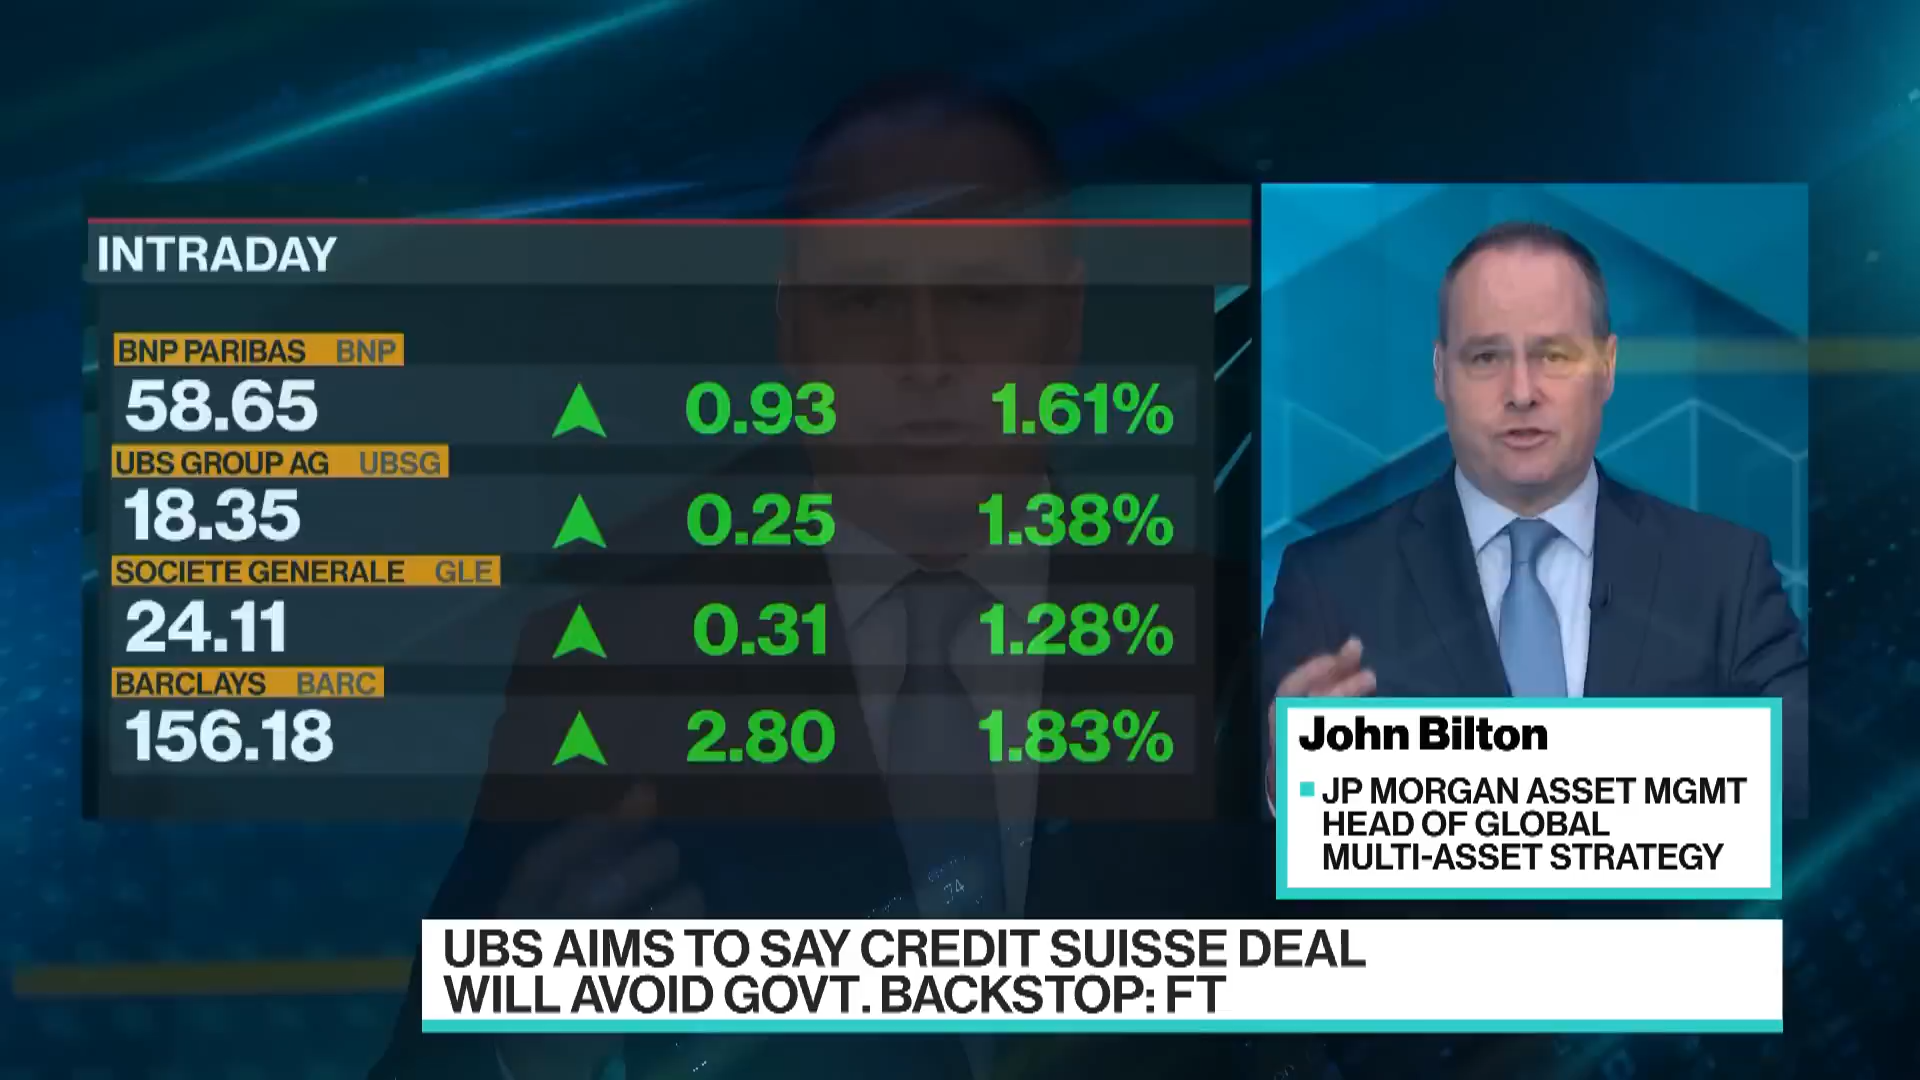 INTRADAY
BNP PARIBAS BNP
58.65 ▲ 0.93 1.61%
UBS GROUP AG UBSG
18.35 ▲ 0.25 1.38%
SOCIETE GENERALE GLE
24.11 ▲ 0.31 1.28%
BARCLAYS BARC
156.18 ▲ 2.80 1.83%
John Bilton
JP MORGAN ASSET MGMT
HEAD OF GLOBAL
MULTI-ASSET STRATEGY
74
UBS AIMS TO SAY CREDIT SUISSE DEAL
WILL AVOID GOVT. BACKSTOP: FT